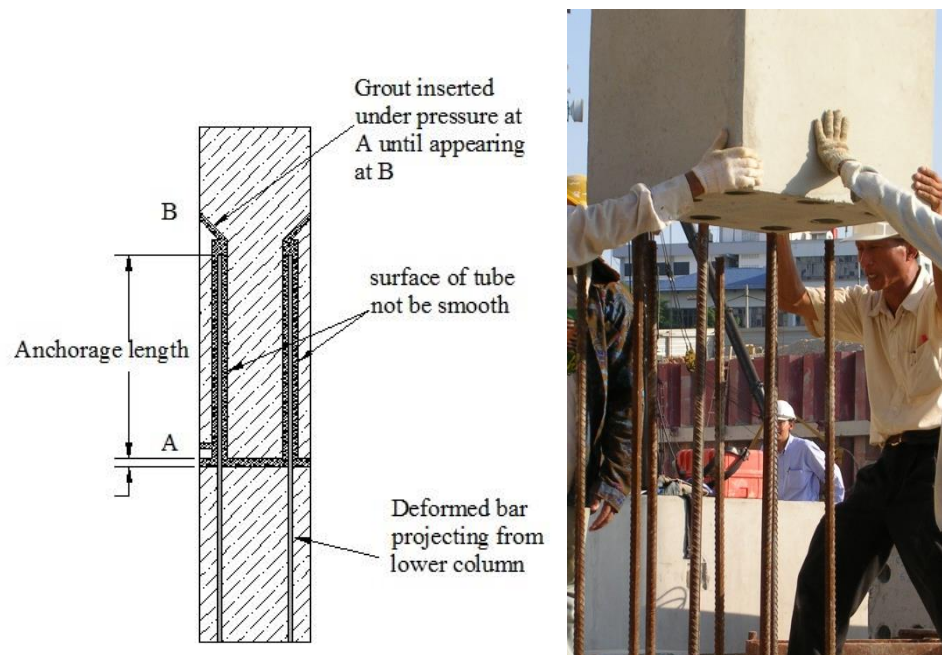 Grout inserted
under pressure at
A until appearing
at B
B
surface of tube
not be smooth
Anchorage length
A
Deformed bar
projecting from
lower column